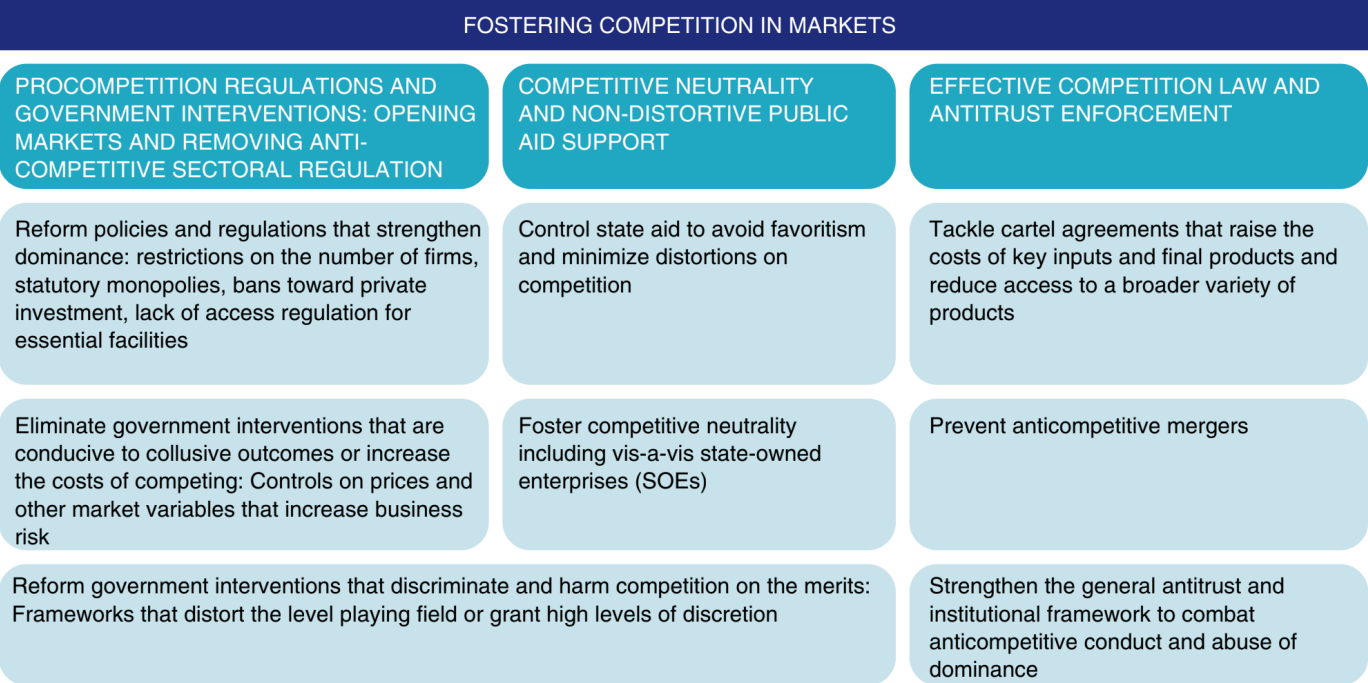 FOSTERING COMPETITION IN MARKETS
PROCOMPETITION REGULATIONS AND
GOVERNMENT INTERVENTIONS: OPENING
MARKETS AND REMOVING ANTI-
COMPETITIVE SECTORAL REGULATION
COMPETITIVE NEUTRALITY
AND NON-DISTORTIVE PUBLIC
AID SUPPORT
EFFECTIVE COMPETITION LAW AND
ANTITRUST ENFORCEMENT
Reform policies and regulations that strengthen
dominance: restrictions on the number of firms,
statutory monopolies, bans toward private
investment, lack of access regulation for
essential facilities
Control state aid to avoid favoritism
and minimize distortions on
competition
Tackle cartel agreements that raise the
costs of key inputs and final products and
reduce access to a broader variety of
products
Eliminate government interventions that are
conducive to collusive outcomes or increase
the costs of competing: Controls on prices and
other market variables that increase business
risk
Foster competitive neutrality
including vis-a-vis state-owned
enterprises (SOEs)
Prevent anticompetitive mergers
Reform government interventions that discriminate and harm competition on the merits:
Frameworks that distort the level playing field or grant high levels of discretion
Strengthen the general antitrust and
institutional framework to combat
anticompetitive conduct and abuse of
dominance